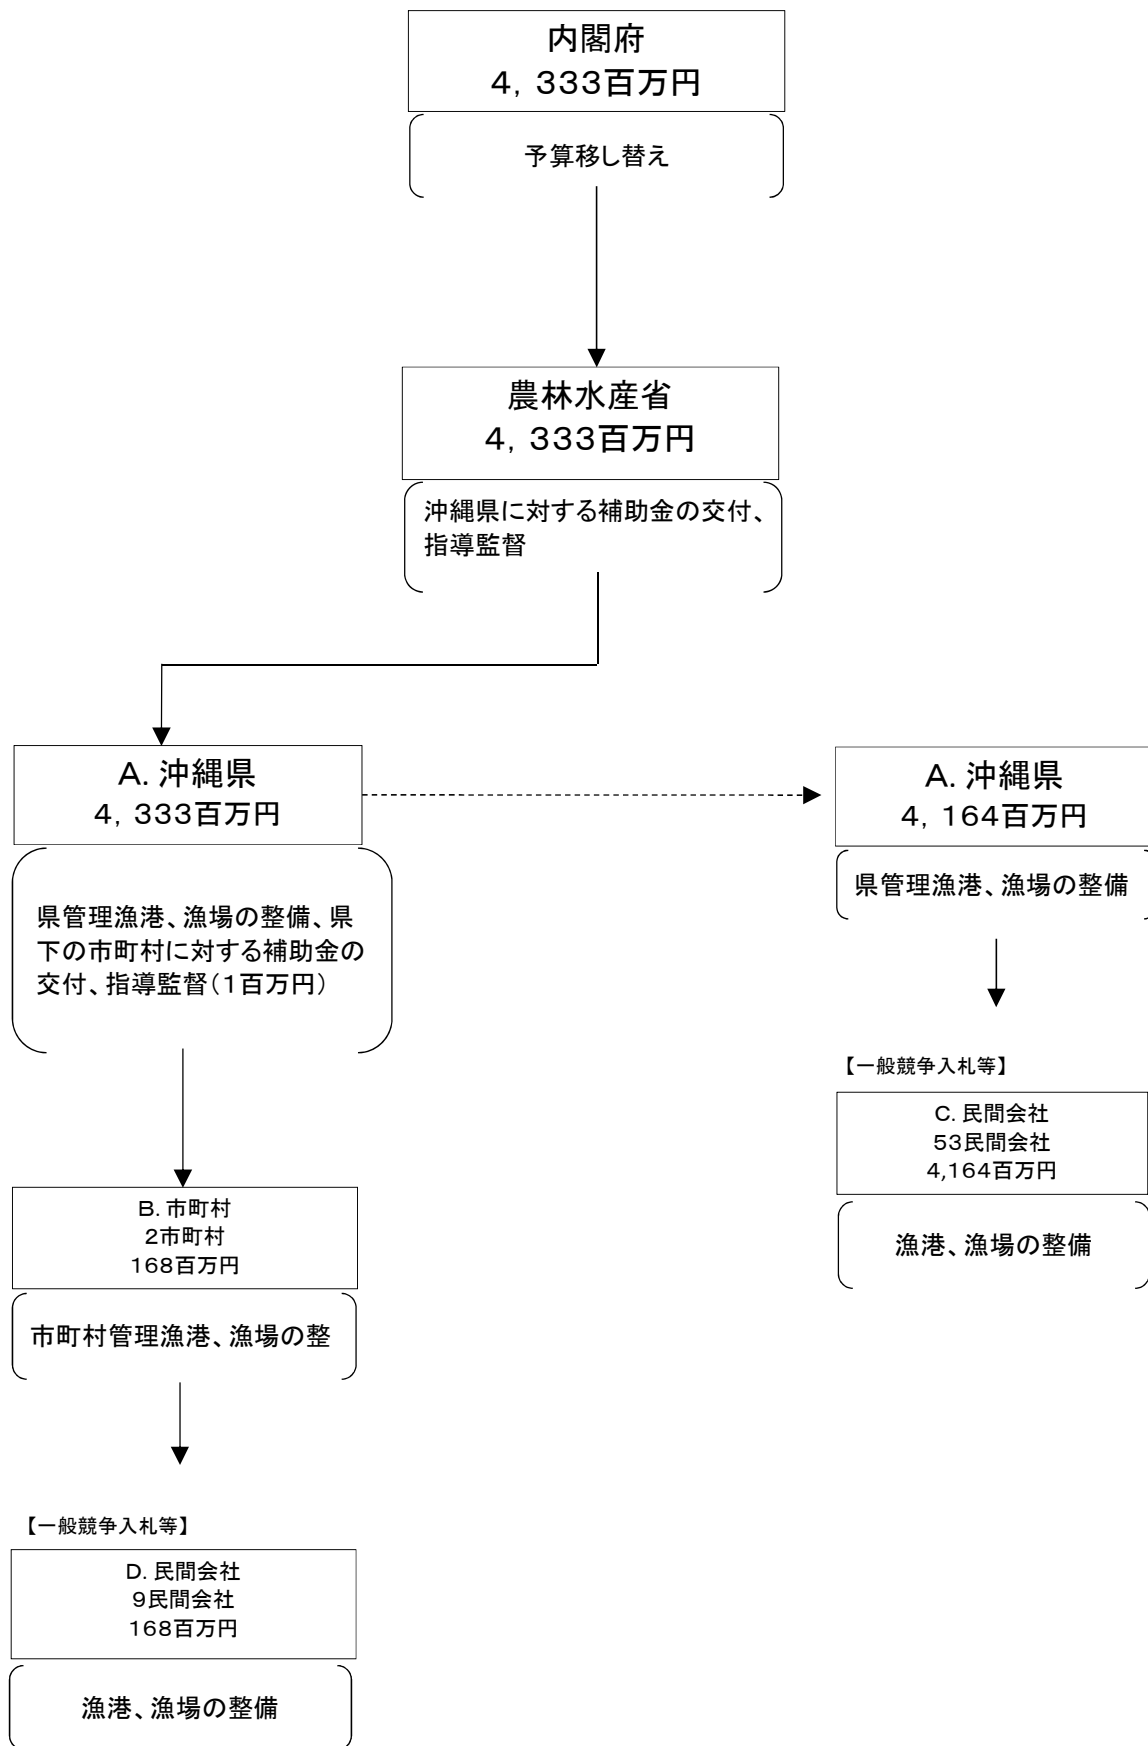 内閣府
4，333百万円
予算移し替え
農林水産省
4，333百万円
沖縄県に対する補助金の交付、
指導監督
A．沖縄県
4，333百万円
県管理漁港、漁場の整備、県
下の市町村に対する補助金の
交付、指導監督（1百万円）
B．市町村
2市町村
168百万円
市町村管理漁港、漁場の整
【一般競争入札等】
D．民間会社
9民間会社
168百万円
漁港、漁場の整備
A．沖縄県
4，164百万円
県管理漁港、漁場の整備
【一般競争入札等】
C．民間会社
53民間会社
4,164百万円
漁港、漁場の整備